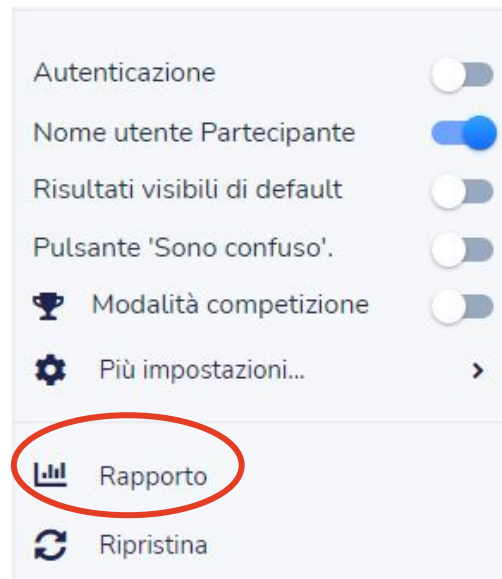 Autenticazione
Nome utente Partecipante
Risultati visibili di default
Pulsante 'Sono confuso'.
Modalità competizione
Più impostazioni...
Rapporto
Ripristina